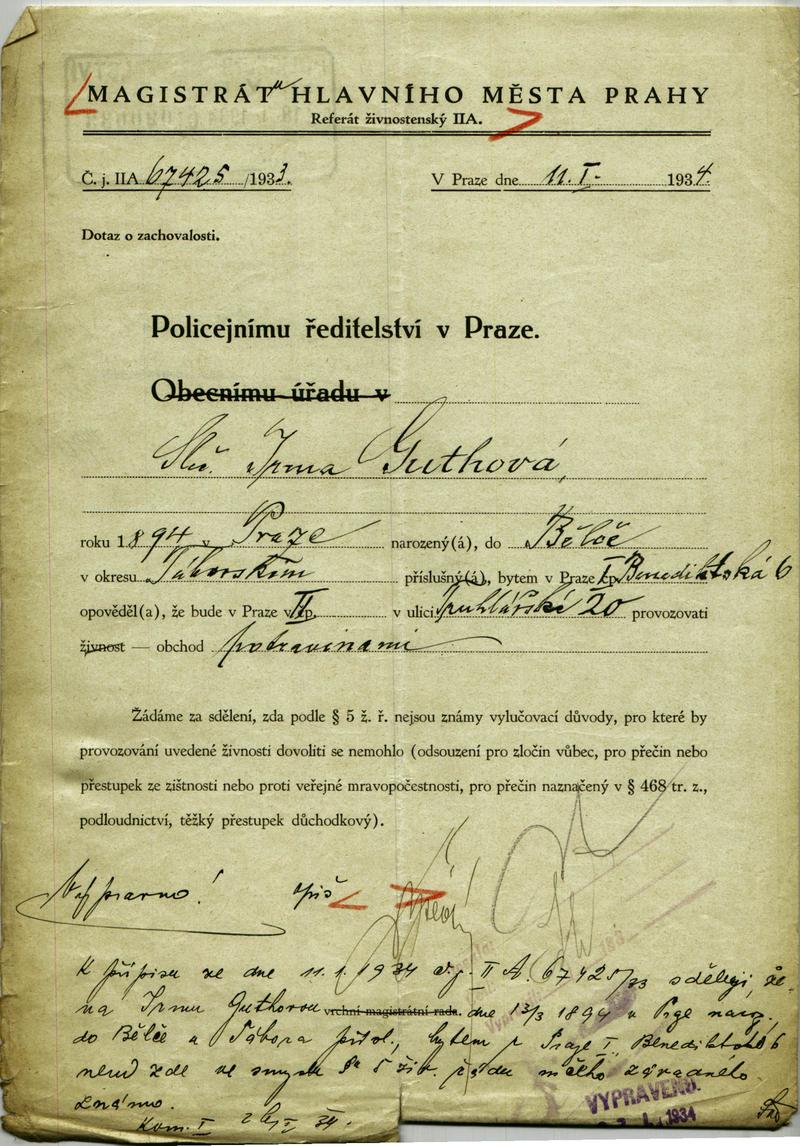 MAGISTRÁTu HLAVNÍHO MĚSTA PRAHY
Referát živnostenský IIA.
Č. j. IIA 67425 /1933. V Praze dne 11. I. 1934.
Dotaz o zachovalosti.
Policejnímu ředitelství v Praze.
Obecnímu úřadu v
Slč. Irma Guthová,
roku 1894 v Praze narozený(á), do Bělče
v okresu Táborském příslušný(á), bytem v Praze I čp. Benediktská 6
opověděl(a), že bude v Praze v II čp. v ulici Truhlářské 20 provozovati
živnost — obchod potravinami
Žádáme za sdělení, zda podle § 5 ž. ř. nejsou známy vylučovací důvody, pro které by
provozování uvedené živnosti dovoliti se nemohlo (odsouzení pro zločin vůbec, pro přečin nebo
přestupek ze zištnosti nebo proti veřejné mravopočestnosti, pro přečin naznačený v § 468 tr. z.,
podloudnictví, těžký přestupek důchodkový).
opiš
K přípisu ze dne 11.1.1934 č.j. II A. 67425/33 sděluji, že
na Irmu Guthovou vrchní magistrátní rada. dne 13/3 1894 v Praze naroz.
do Bělče u Tábora přísl., bytem v Praze I., Benediktská 6
není zde ve smyslu § 5 živ. řádu ničeho závadného
známo.
VYPRAVENO.
1934